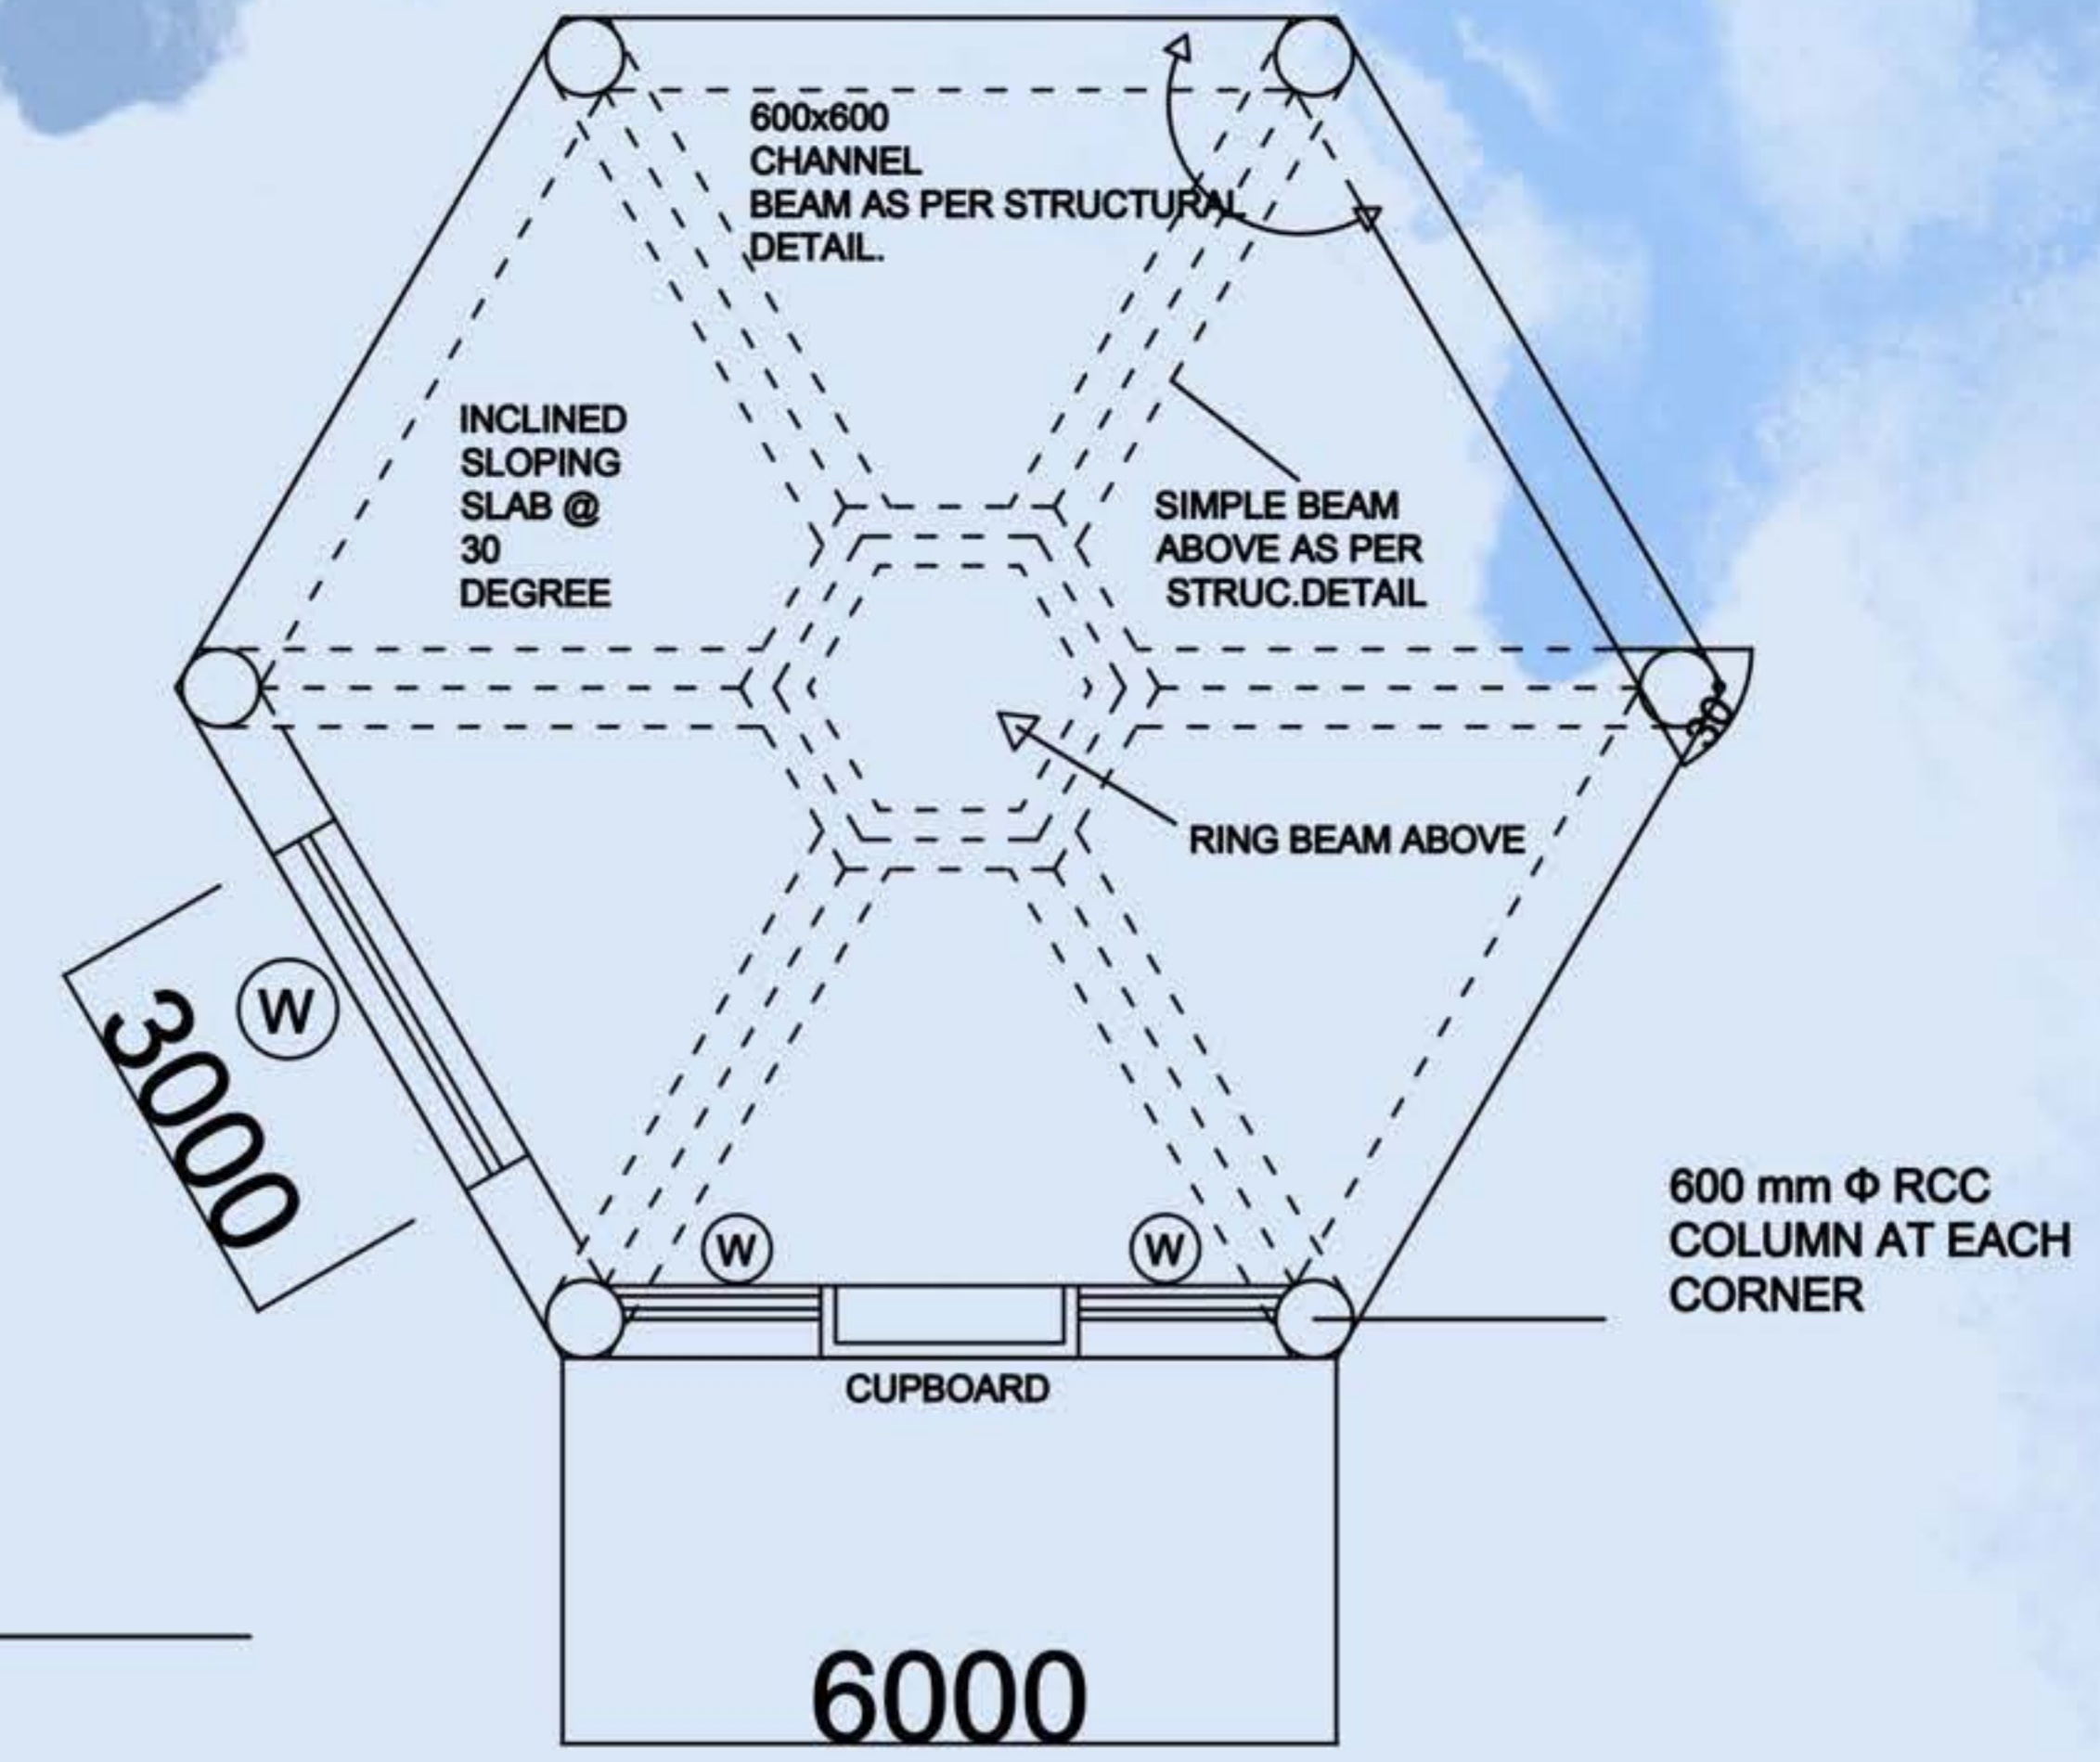 600x600
CHANNEL
BEAM AS PER STRUCTURAL
DETAIL.
INCLINED
SLOPING
SLAB @
30
DEGREE
SIMPLE BEAM
ABOVE AS PER
STRUC.DETAIL
30°
RING BEAM ABOVE
W
3000
W
W
600 mm Φ RCC
COLUMN AT EACH
CORNER
CUPBOARD
6000